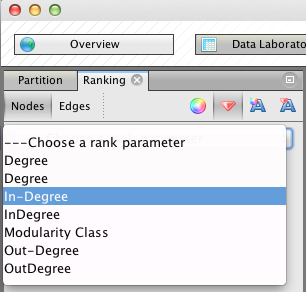 Overview Data Laborato
Partition Ranking
Nodes Edges
---Choose a rank parameter
Degree
Degree
In-Degree
InDegree
Modularity Class
Out-Degree
OutDegree